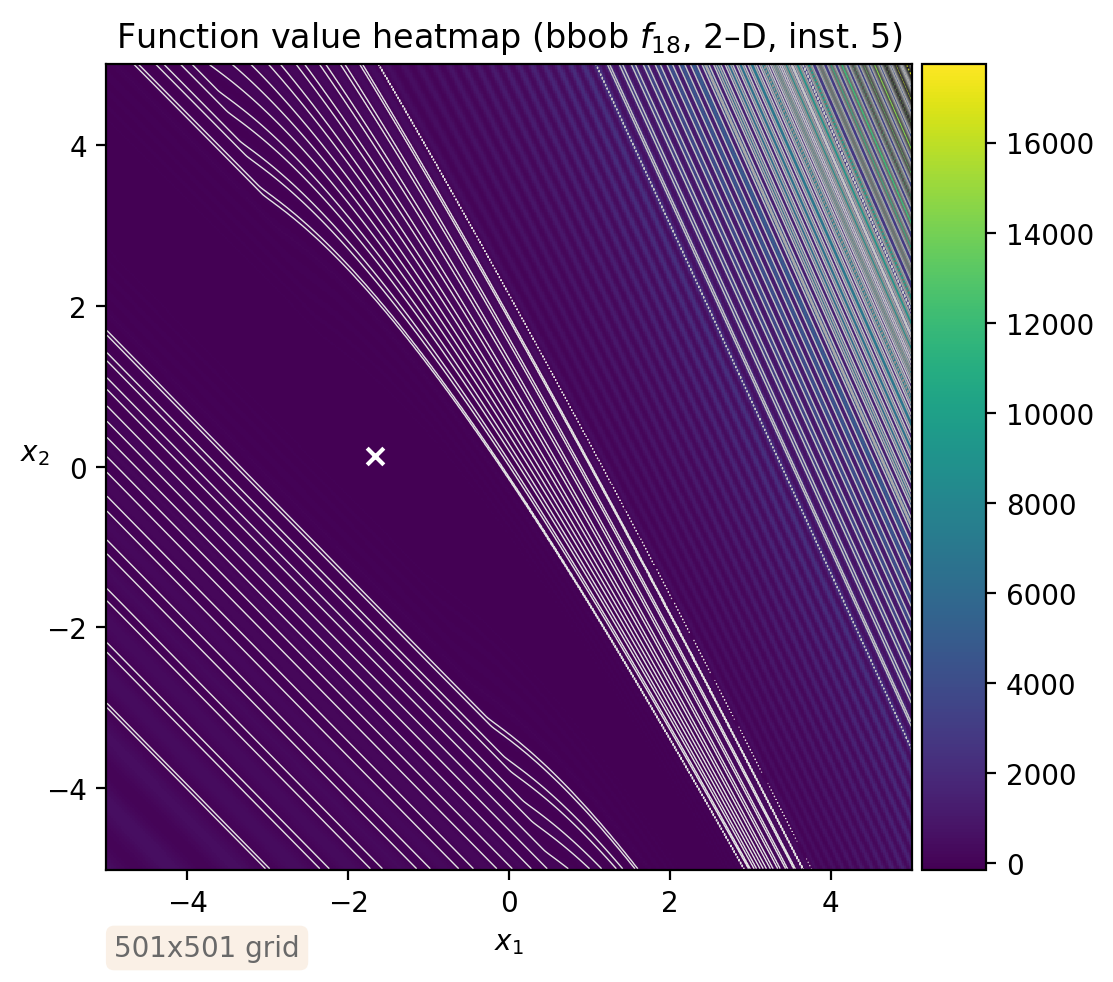 Function value heatmap (bbob f18, 2–D, inst. 5)
4
2
0
−2
−4
x2
−4 −2 0 2 4
x1
16000
14000
12000
10000
8000
6000
4000
2000
0
501x501 grid